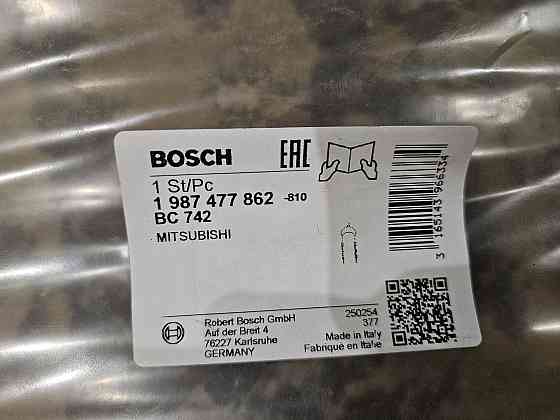 BOSCH
EAC
1 St/Pc
1 987 477 862 -810
BC 742
MITSUBISHI
3 165143 966334
Robert Bosch GmbH
Auf der Breit 4
76227 Karlsruhe
GERMANY
250254
377
Made in Italy
Fabriqué en Italie